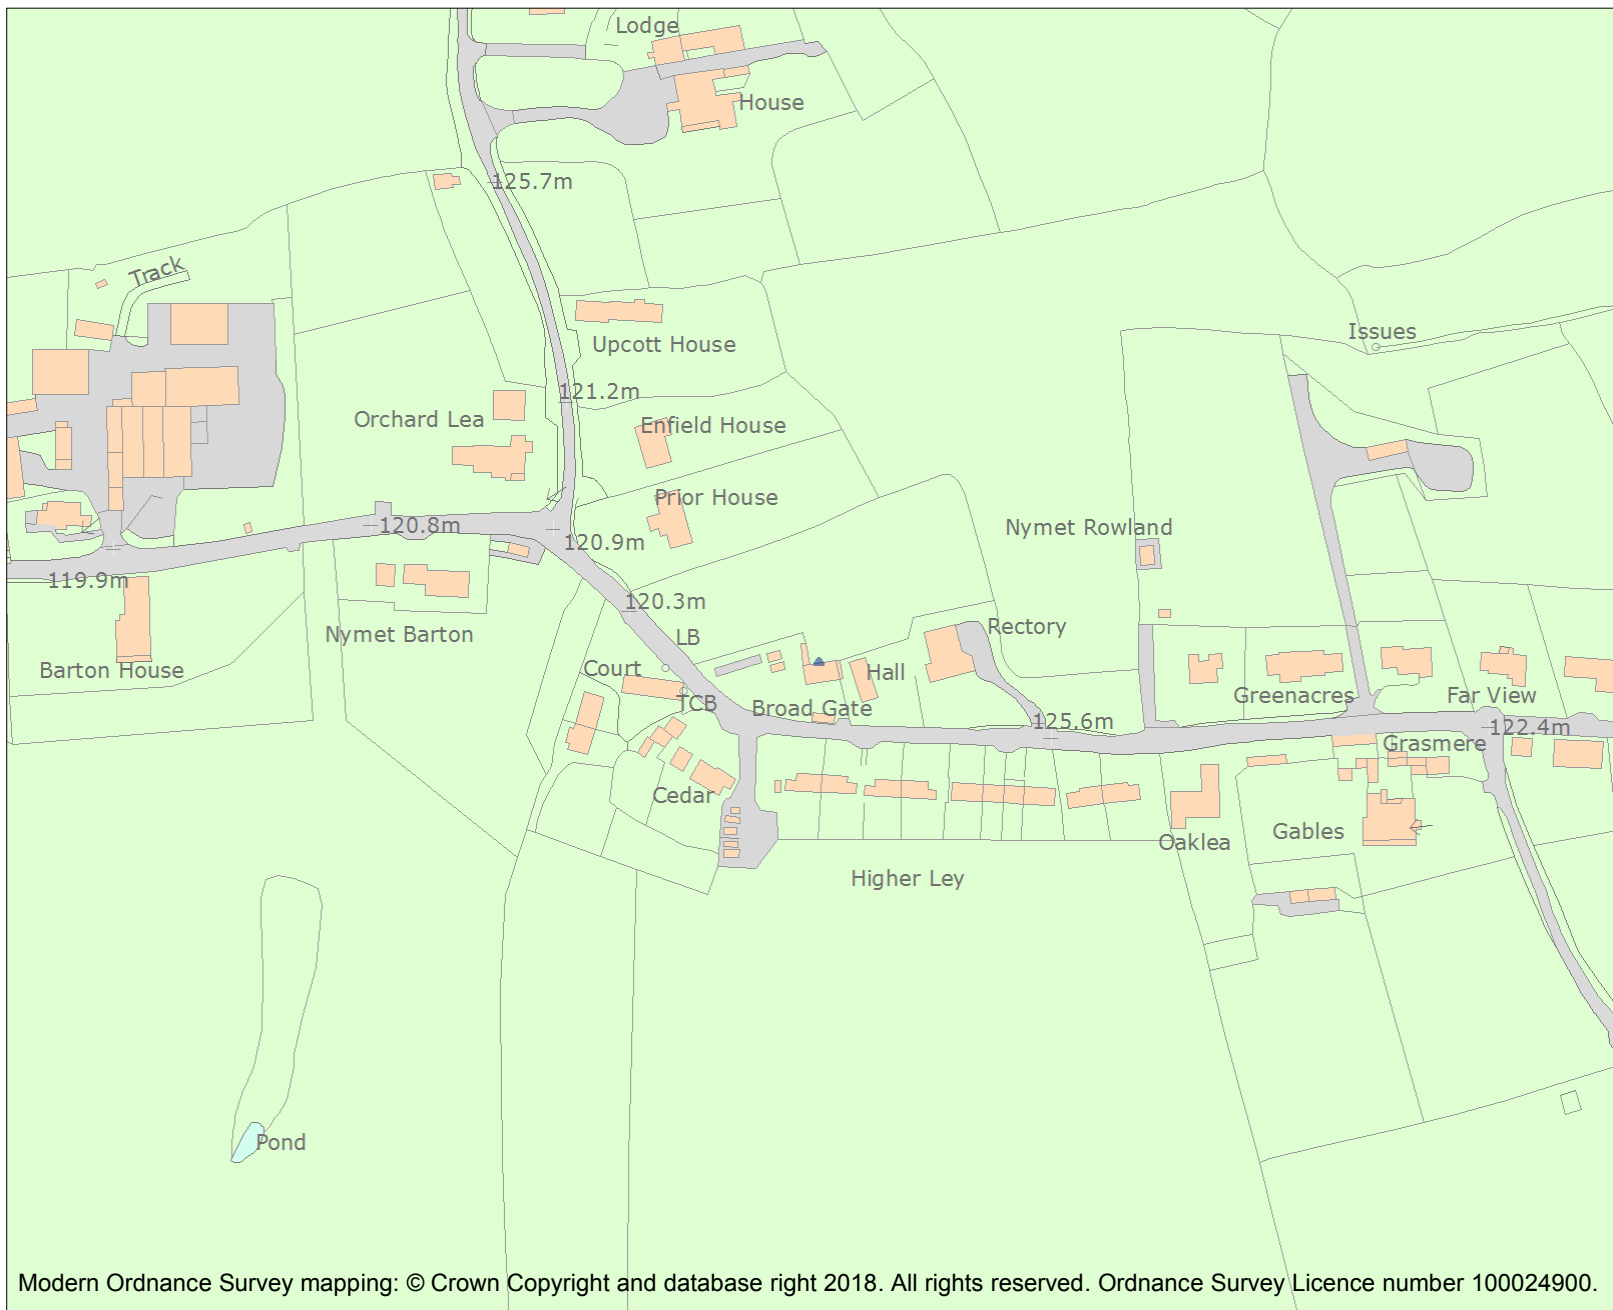 Lodge
House
125.7m
Track
Issues
Upcott House
121.2m
Orchard Lea
Enfield House
Prior House
120.8m
Nymet Rowland
120.9m
119.9m
120.3m
Nymet Barton
LB
Rectory
Barton House
Court
Hall
TCB
Broad Gate
Greenacres
Far View
125.6m
122.4m
Grasmere
Cedar
Gables
Oaklea
Higher Ley
Pond
Modern Ordnance Survey mapping: © Crown Copyright and database right 2018. All rights reserved. Ordnance Survey Licence number 100024900.